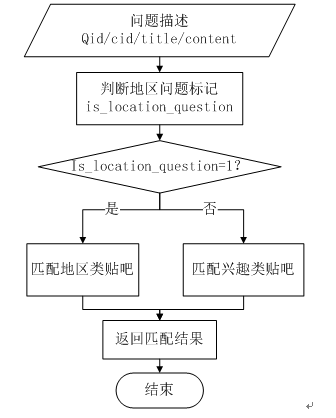 问题描述
Qid/cid/title/content
判断地区问题标记
is_location_question
Is_location_question=1?
是
否
匹配地区类贴吧
匹配兴趣类贴吧
返回匹配结果
结束